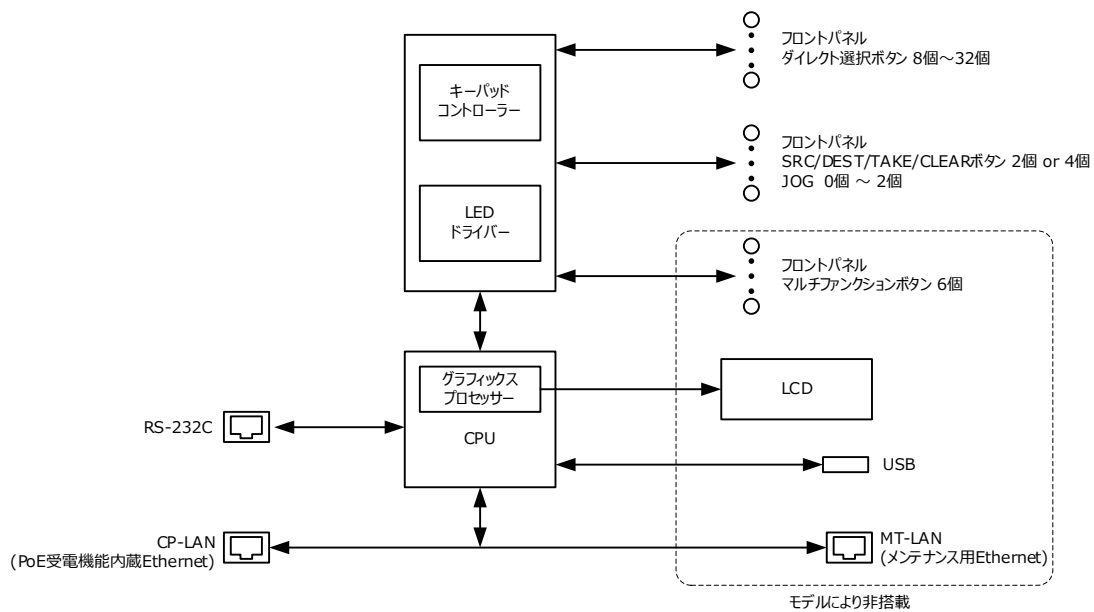 フロントパネル
ダイレクト選択ボタン 8個～32個
キーパッド
コントローラー
フロントパネル
SRC/DEST/TAKE/CLEARボタン 2個 or 4個
JOG 0個 ～ 2個
LED
ドライバー
フロントパネル
マルチファンクションボタン 6個
グラフィックス
プロセッサー
LCD
RS-232C
CPU
USB
CP-LAN
(PoE受電機能内蔵Ethernet)
MT-LAN
(メンテナンス用Ethernet)
モデルにより非搭載